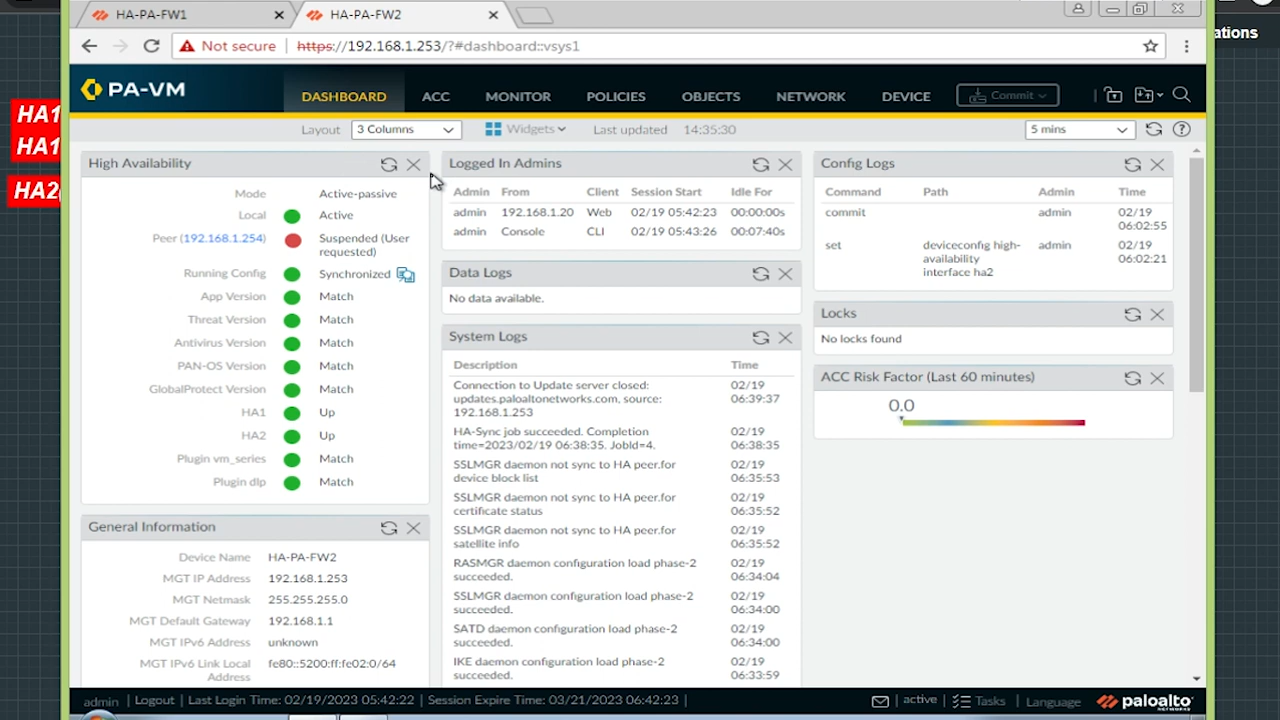 HA-PA-FW1
HA-PA-FW2
Not secure https://192.168.1.253/?#dashboard::vsys1
ations
PA-VM
DASHBOARD ACC MONITOR POLICIES OBJECTS NETWORK DEVICE Commit
HA1
HA1
HA2
Layout 3 Columns Widgets Last updated 14:35:30 5 mins
High Availability
Mode Active-passive
Local Active
Peer (192.168.1.254) Suspended (User
requested)
Running Config Synchronized
App Version Match
Threat Version Match
Antivirus Version Match
PAN-OS Version Match
GlobalProtect Version Match
HA1 Up
HA2 Up
Plugin vm_series Match
Plugin dlp Match
General Information
Device Name HA-PA-FW2
MGT IP Address 192.168.1.253
MGT Netmask 255.255.255.0
MGT Default Gateway 192.168.1.1
MGT IPv6 Address unknown
MGT IPv6 Link Local fe80::5200:ff:fe02:0/64
Address
Logged In Admins
Admin From Client Session Start Idle For
admin 192.168.1.20 Web 02/19 05:42:23 00:00:00s
admin Console CLI 02/19 05:43:26 00:07:40s
Data Logs
No data available.
System Logs
Description Time
Connection to Update server closed: 02/19
updates.paloaltonetworks.com, source: 06:39:37
192.168.1.253
HA-Sync job succeeded. Completion 02/19
time=2023/02/19 06:38:35. JobId=4. 06:38:35
SSLMGR daemon not sync to HA peer.for 02/19
device block list 06:35:53
SSLMGR daemon not sync to HA peer.for 02/19
certificate status 06:35:52
SSLMGR daemon not sync to HA peer.for 02/19
satellite info 06:35:52
RASMGR daemon configuration load phase-2 02/19
succeeded. 06:34:04
SSLMGR daemon configuration load phase-2 02/19
succeeded. 06:34:00
SATD daemon configuration load phase-2 02/19
succeeded. 06:34:00
IKE daemon configuration load phase-2 02/19
succeeded. 06:33:59
Config Logs
Command Path Admin Time
commit admin 02/19
06:02:55
set deviceconfig high- admin 02/19
availability 06:02:21
interface ha2
Locks
No locks found
ACC Risk Factor (Last 60 minutes)
0.0
admin | Logout | Last Login Time: 02/19/2023 05:42:22 | Session Expire Time: 03/21/2023 06:42:23 | active | Tasks | Language paloalto
NETWORKS